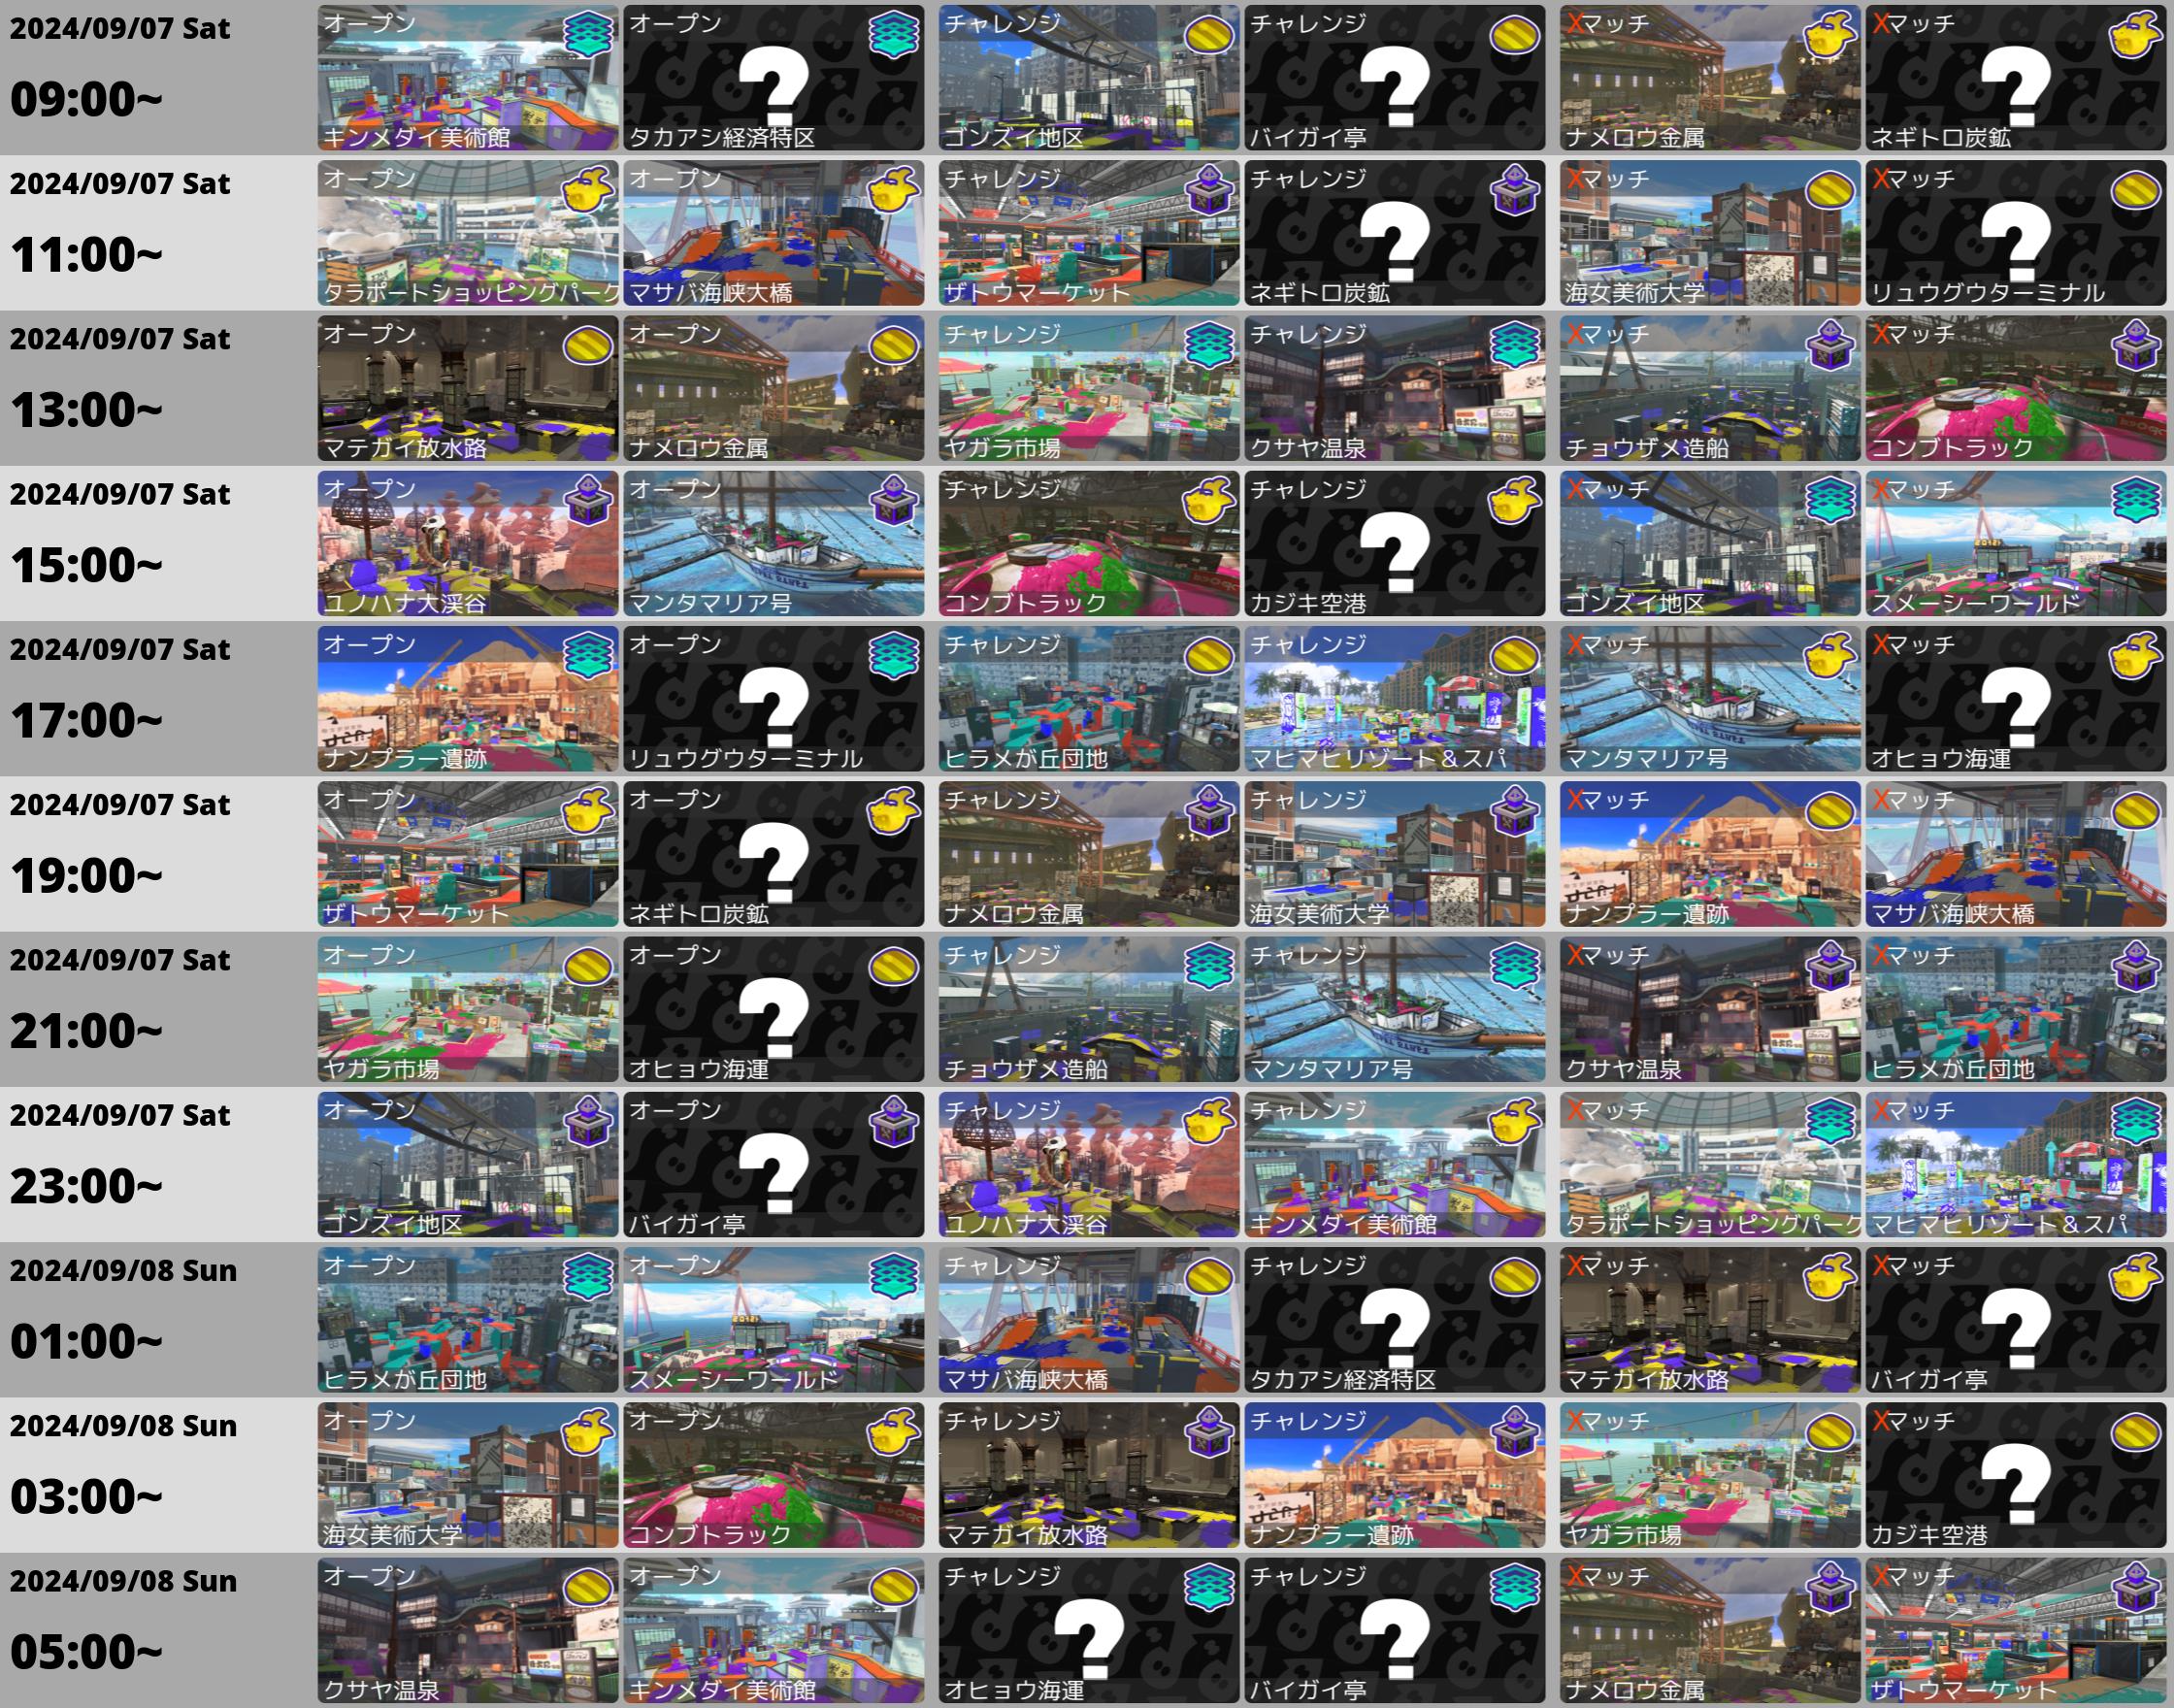 2024/09/07 Sat
09:00~
オープン
キンメダイ美術館
オープン
タカアシ経済特区
チャレンジ
ゴンズイ地区
チャレンジ
バイガイ亭
Xマッチ
ナメロウ金属
Xマッチ
ネギトロ炭鉱
2024/09/07 Sat
11:00~
オープン
タラポートショッピングパーク
オープン
マサバ海峡大橋
チャレンジ
ザトウマーケット
チャレンジ
ネギトロ炭鉱
Xマッチ
海女美術大学
Xマッチ
リュウグウターミナル
2024/09/07 Sat
13:00~
オープン
マテガイ放水路
オープン
ナメロウ金属
チャレンジ
ヤガラ市場
チャレンジ
クサヤ温泉
Xマッチ
チョウザメ造船
Xマッチ
コンブトラック
2024/09/07 Sat
15:00~
オープン
ユノハナ大渓谷
オープン
マンタマリア号
チャレンジ
コンブトラック
チャレンジ
カジキ空港
Xマッチ
ゴンズイ地区
Xマッチ
スメーシーワールド
2024/09/07 Sat
17:00~
オープン
ナンプラー遺跡
オープン
リュウグウターミナル
チャレンジ
ヒラメが丘団地
チャレンジ
マヒマヒリゾート＆スパ
Xマッチ
マンタマリア号
Xマッチ
オヒョウ海運
2024/09/07 Sat
19:00~
オープン
ザトウマーケット
オープン
ネギトロ炭鉱
チャレンジ
ナメロウ金属
チャレンジ
海女美術大学
Xマッチ
ナンプラー遺跡
Xマッチ
マサバ海峡大橋
2024/09/07 Sat
21:00~
オープン
ヤガラ市場
オープン
オヒョウ海運
チャレンジ
チョウザメ造船
チャレンジ
マンタマリア号
Xマッチ
クサヤ温泉
Xマッチ
ヒラメが丘団地
2024/09/07 Sat
23:00~
オープン
ゴンズイ地区
オープン
バイガイ亭
チャレンジ
ユノハナ大渓谷
チャレンジ
キンメダイ美術館
Xマッチ
タラポートショッピングパーク
Xマッチ
マヒマヒリゾート＆スパ
2024/09/08 Sun
01:00~
オープン
ヒラメが丘団地
オープン
スメーシーワールド
チャレンジ
マサバ海峡大橋
チャレンジ
タカアシ経済特区
Xマッチ
マテガイ放水路
Xマッチ
バイガイ亭
2024/09/08 Sun
03:00~
オープン
海女美術大学
オープン
コンブトラック
チャレンジ
マテガイ放水路
チャレンジ
ナンプラー遺跡
Xマッチ
ヤガラ市場
Xマッチ
カジキ空港
2024/09/08 Sun
05:00~
オープン
クサヤ温泉
オープン
キンメダイ美術館
チャレンジ
オヒョウ海運
チャレンジ
バイガイ亭
Xマッチ
ナメロウ金属
Xマッチ
ザトウマーケット